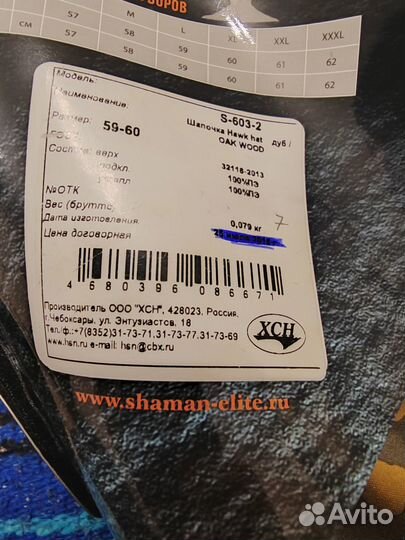 ВОРОВ
S M L XL XXL XXXL
57 58 59 60 61 62
СМ 57 58 59 60 61 62
Модель: S-603-2
Наименование: Шапочка Hawk hat дуб /
OAK WOOD
Размер: 59-60
ГОСТ 32118-2013
Состав: верх 100%ПЭ
подкл. 100%ПЭ
утепл
№ОТК
Вес (брутто) 0,079 кг 7
Дата изготовления
Цена договорная
4 680396 086671
Производитель ООО "ХСН", 428023. Россия,
г.Чебоксары. ул. Энтузиастов, 18
Тел.\ф.:+7(8352)31-73-71,31-73-77.31-73-69
www.hsn.ru e-mail: hsn@cbx.ru
ХСН
www.shaman-elite.ru
Avito